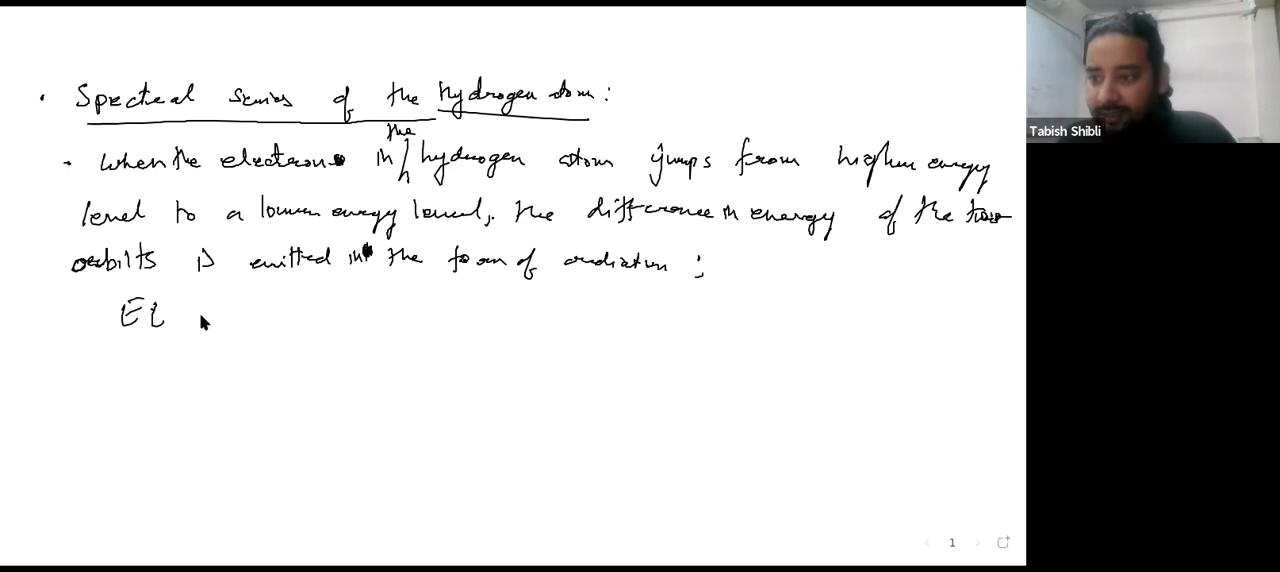 • Spectral series of the hydrogen atom:
• When the electron in the hydrogen atom jumps from higher energy
level to a lower energy level, the difference in energy of the two
orbits is emitted in the form of radiation :
Ei
Tabish Shibli
1